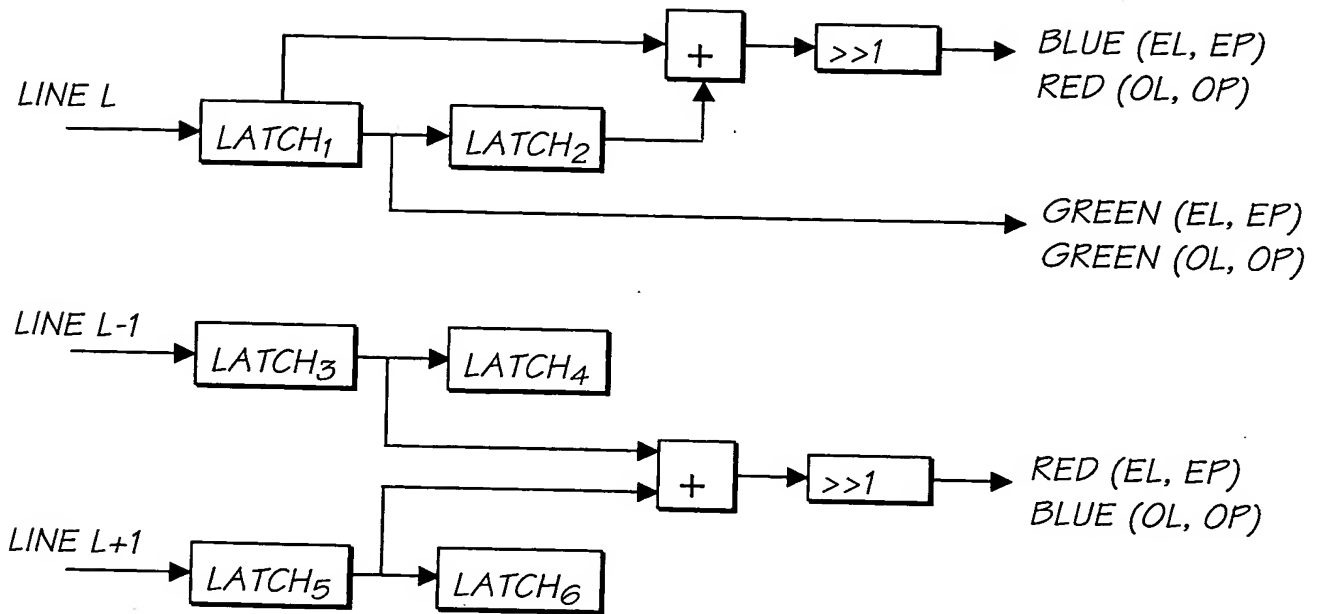 +
>>1
BLUE (EL, EP)
RED (OL, OP)
LINE L
LATCH1
LATCH2
GREEN (EL, EP)
GREEN (OL, OP)
LINE L-1
LATCH3
LATCH4
+
>>1
RED (EL, EP)
BLUE (OL, OP)
LINE L+1
LATCH5
LATCH6